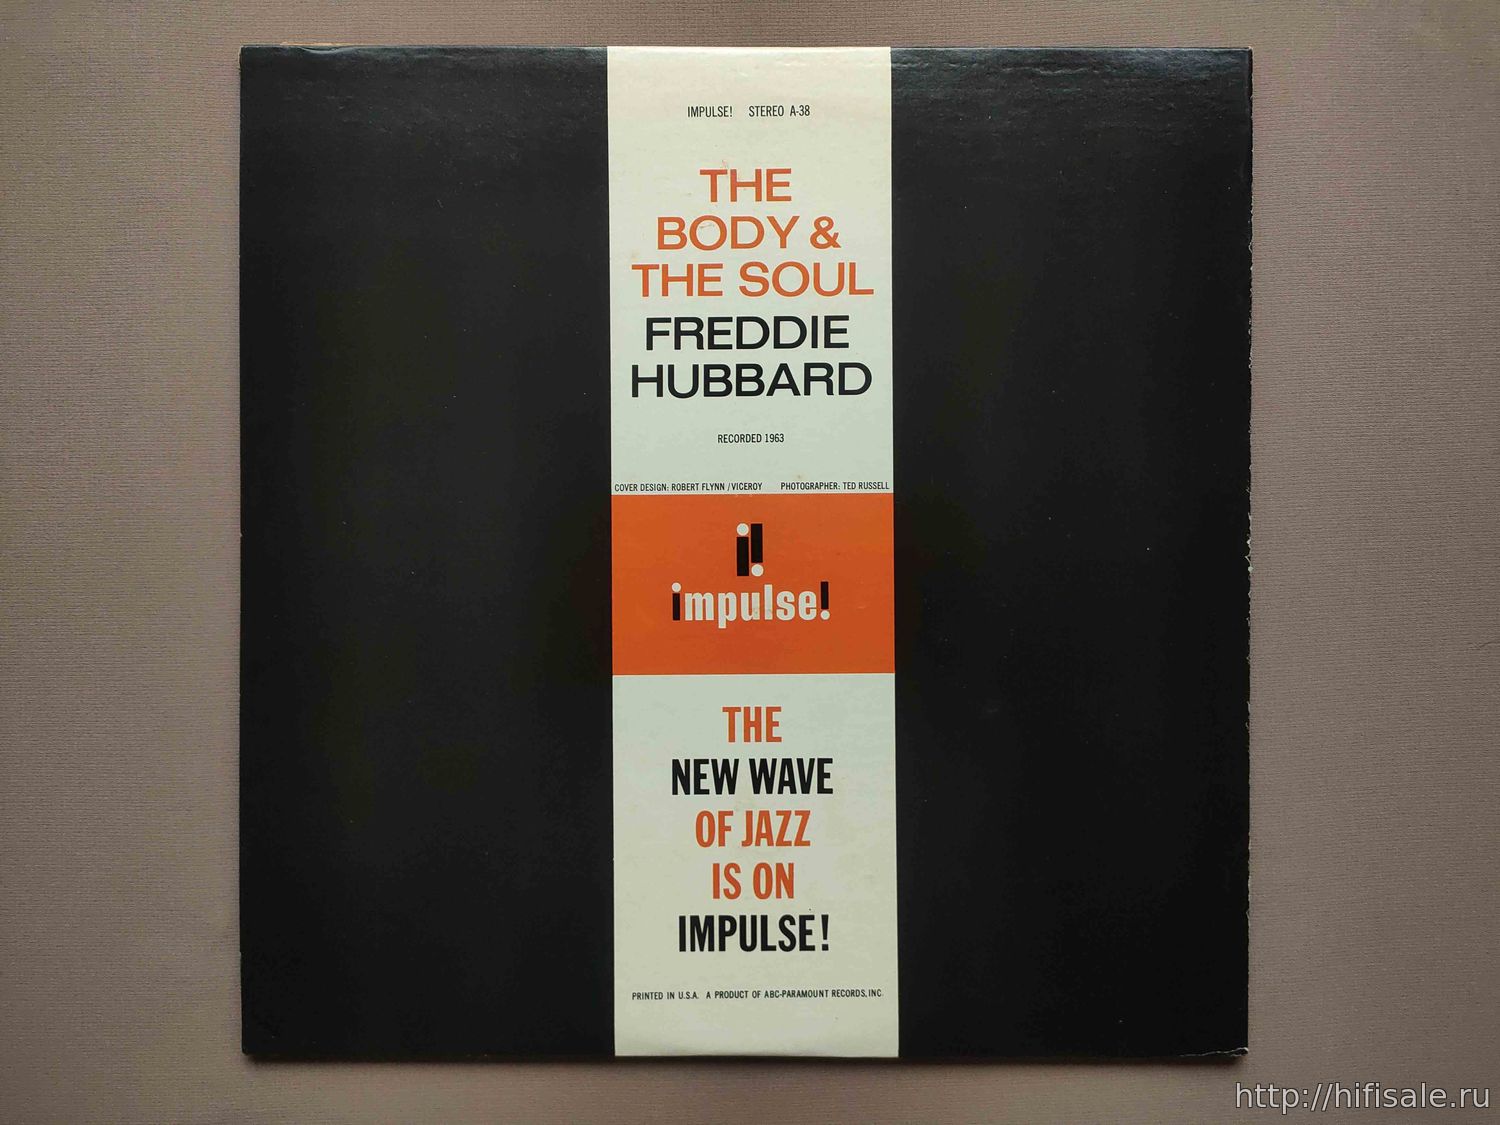 IMPULSE! STEREO A-38
THE
BODY &
THE SOUL
FREDDIE
HUBBARD
RECORDED 1963
COVER DESIGN: ROBERT FLYNN / VICEROY PHOTOGRAPHER: TED RUSSELL
i!
impulse!
THE
NEW WAVE
OF JAZZ
IS ON
IMPULSE!
PRINTED IN U.S.A. A PRODUCT OF ABC-PARAMOUNT RECORDS, INC.
http://hifisale.ru